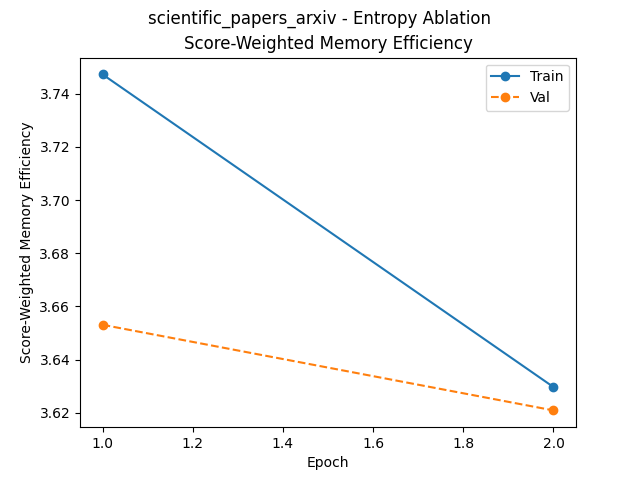 scientific_papers_arxiv - Entropy Ablation
Score-Weighted Memory Efficiency
Train
Val
Score-Weighted Memory Efficiency
3.74
3.72
3.70
3.68
3.66
3.64
3.62
1.0 1.2 1.4 1.6 1.8 2.0
Epoch